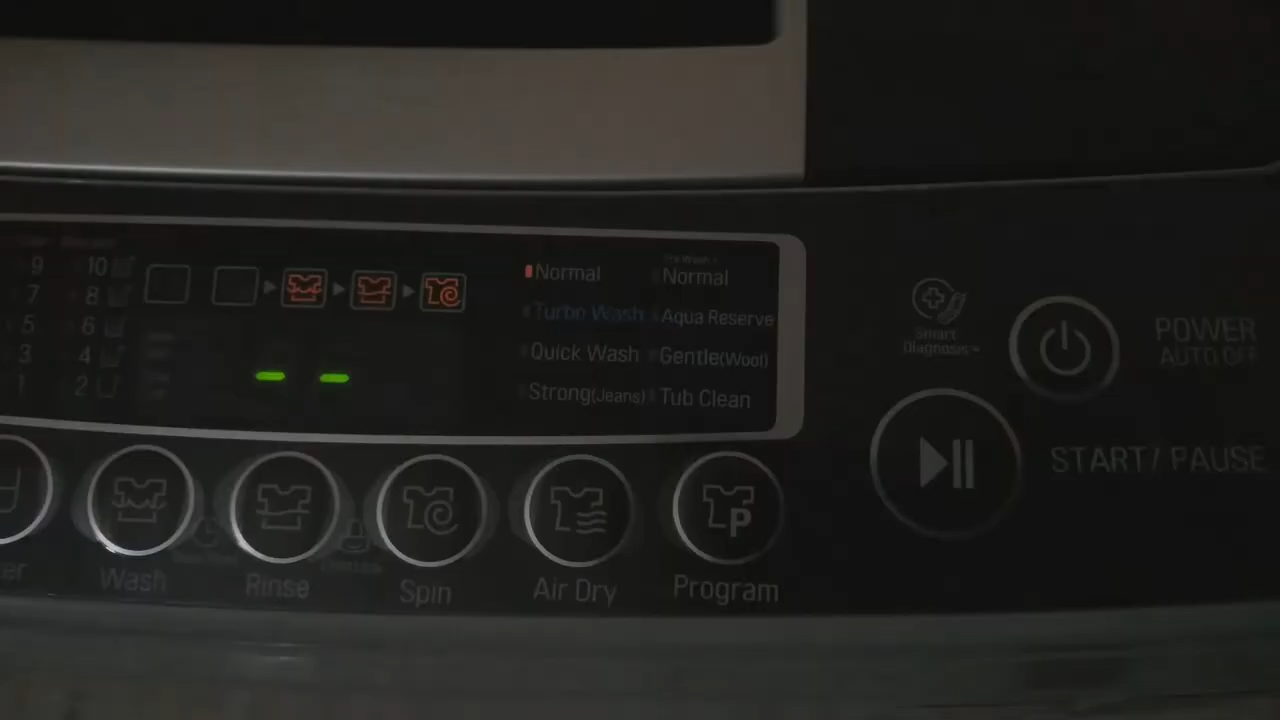 9 10
7 8
5 6
3 4
1 2
Normal Normal
Turbo Wash Aqua Reserve
Quick Wash Gentle(Wool)
Strong(Jeans) Tub Clean
Smart
Diagnosis™
POWER
AUTO OFF
START/PAUSE
Wash
Rinse
Spin
Air Dry
P
Program